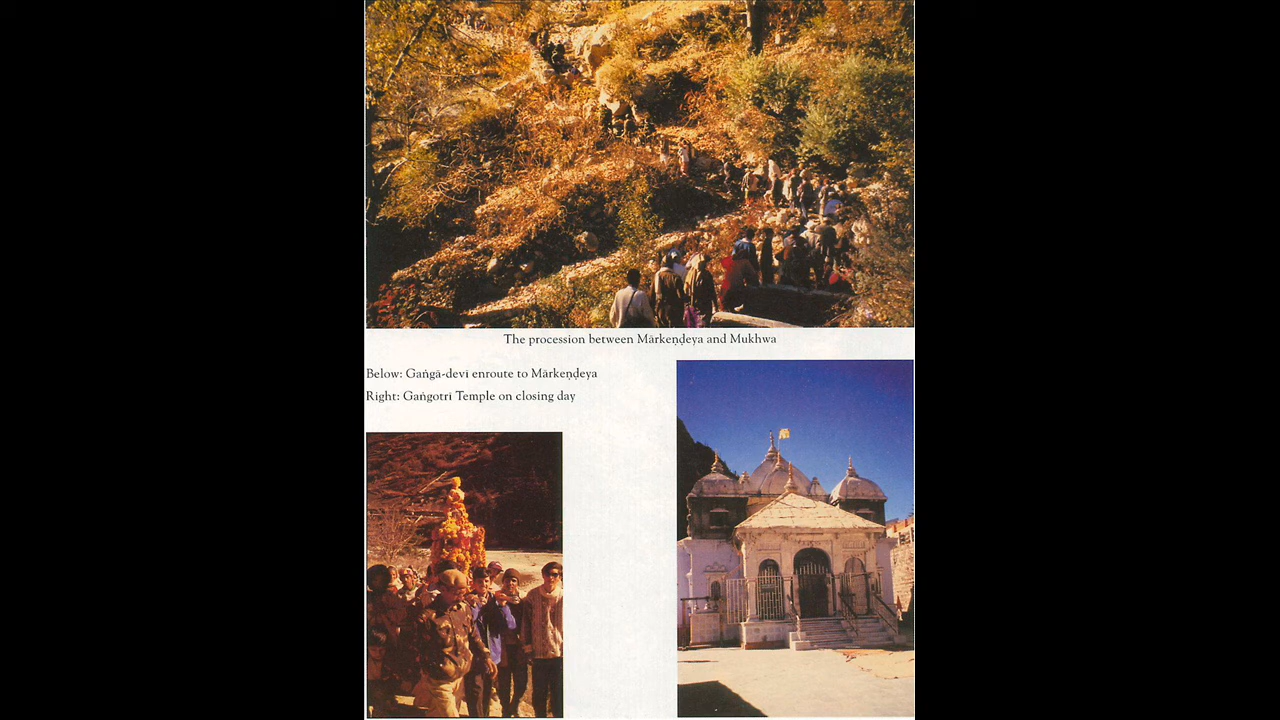 The procession between Mārkeṇḍeya and Mukhwa
Below: Gaṅgā-devī enroute to Mārkeṇḍeya
Right: Gaṅgotrī Temple on closing day